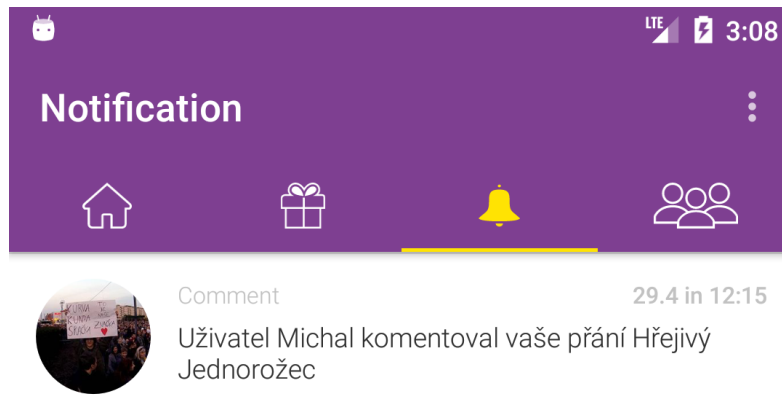 3:08
LTE
Notification
Comment
29.4 in 12:15
Uživatel Michal komentoval vaše přání Hřejivý
Jednorožec